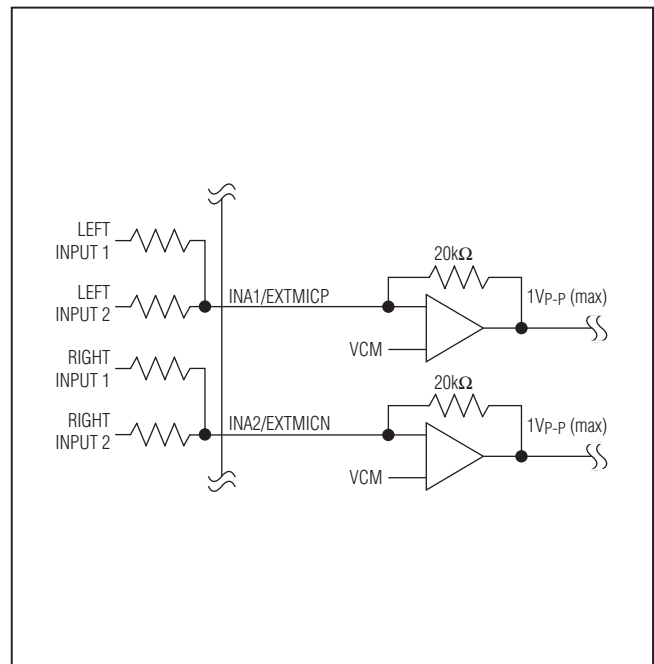 LEFT
INPUT 1
LEFT
INPUT 2
INA1/EXTMICP
20kΩ
1VP-P (max)
VCM
RIGHT
INPUT 1
RIGHT
INPUT 2
INA2/EXTMICN
20kΩ
1VP-P (max)
VCM